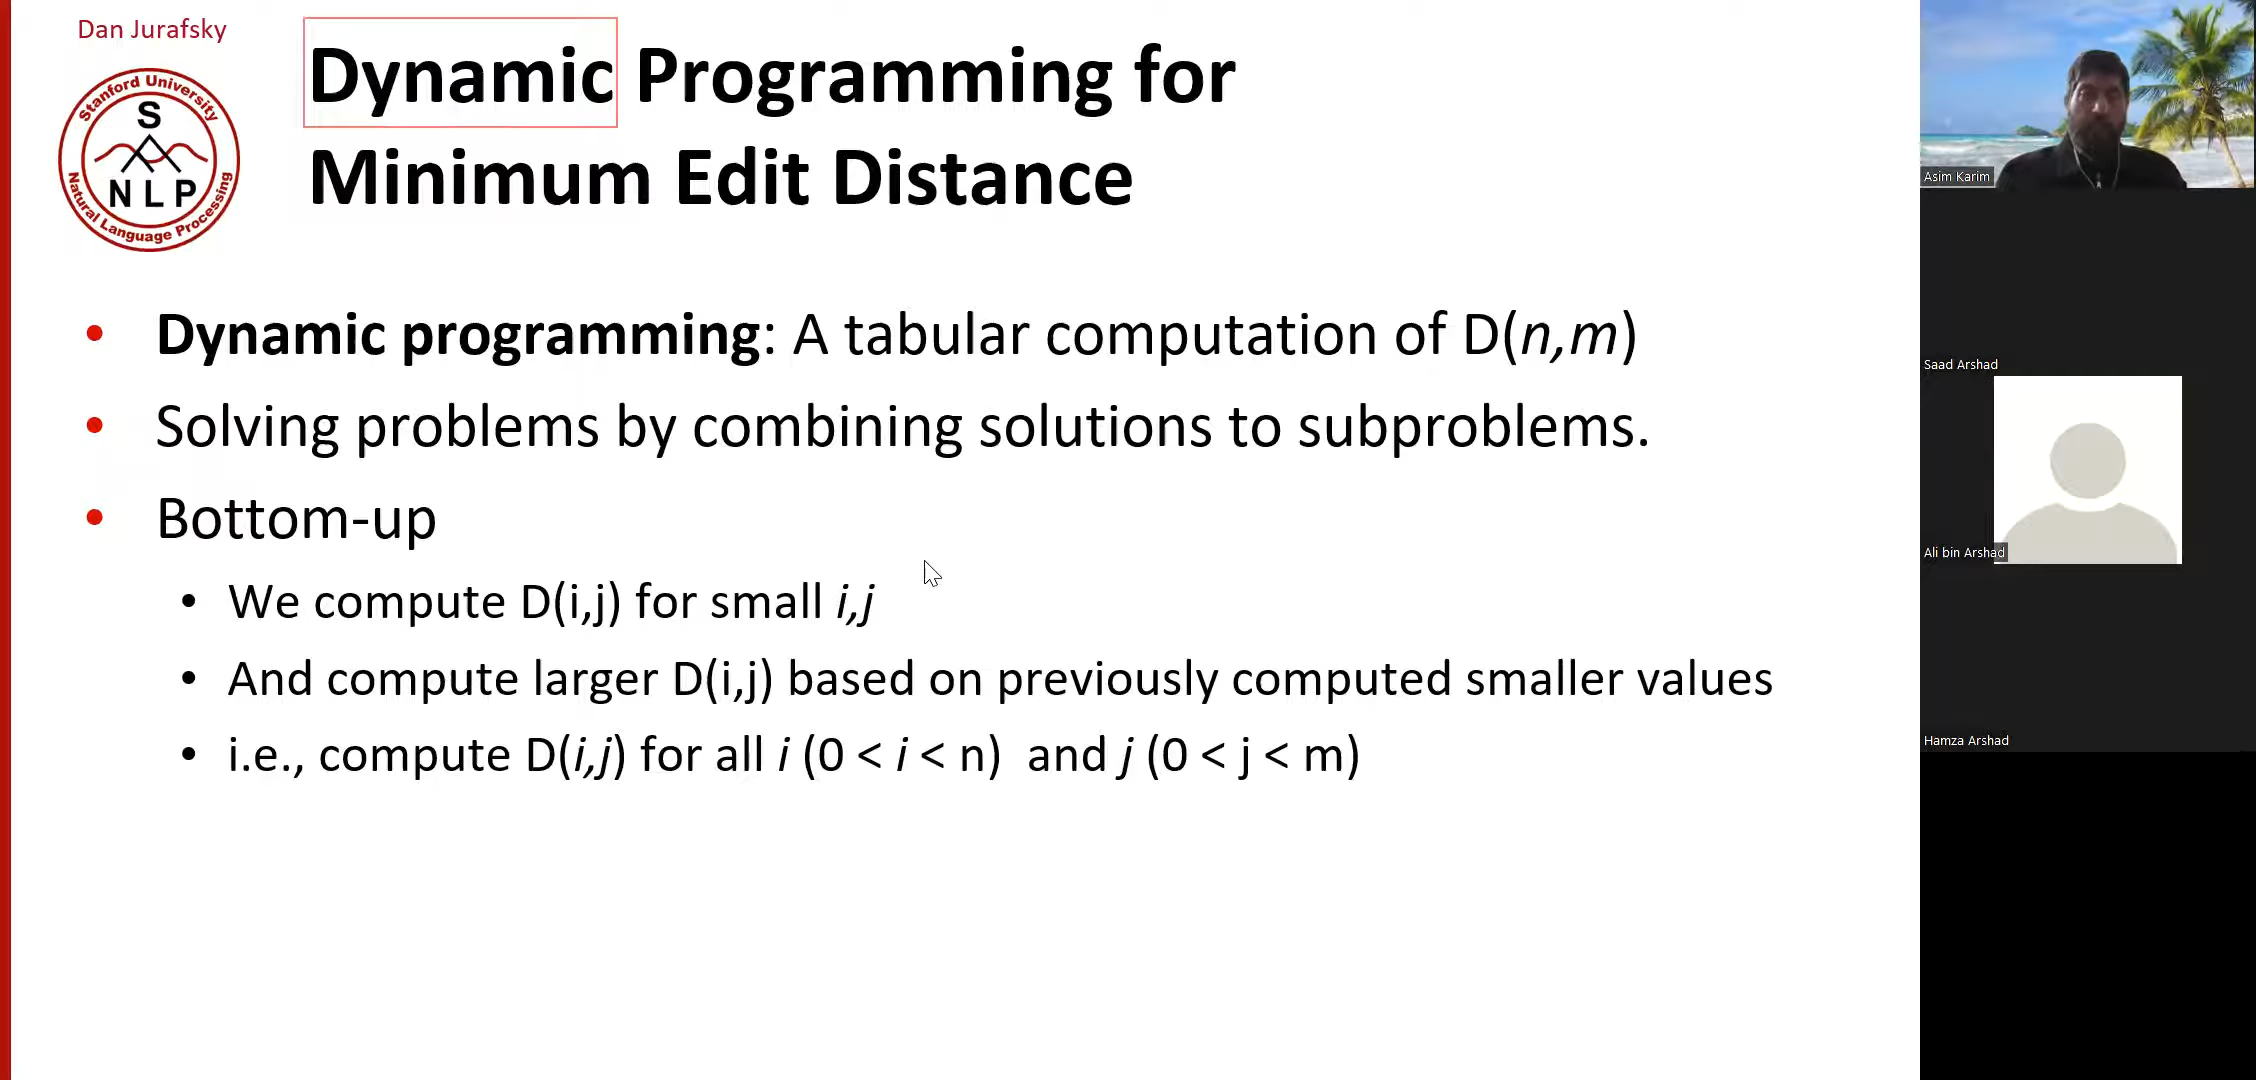 Dan Jurafsky
Stanford University
S
NLP
Natural Language Processing
Dynamic Programming for
Minimum Edit Distance
• Dynamic programming: A tabular computation of D(n,m)
• Solving problems by combining solutions to subproblems.
• Bottom-up
• We compute D(i,j) for small i,j
• And compute larger D(i,j) based on previously computed smaller values
• i.e., compute D(i,j) for all i (0 < i < n) and j (0 < j < m)
Asim Karim
Saad Arshad
Ali bin Arshad
Hamza Arshad